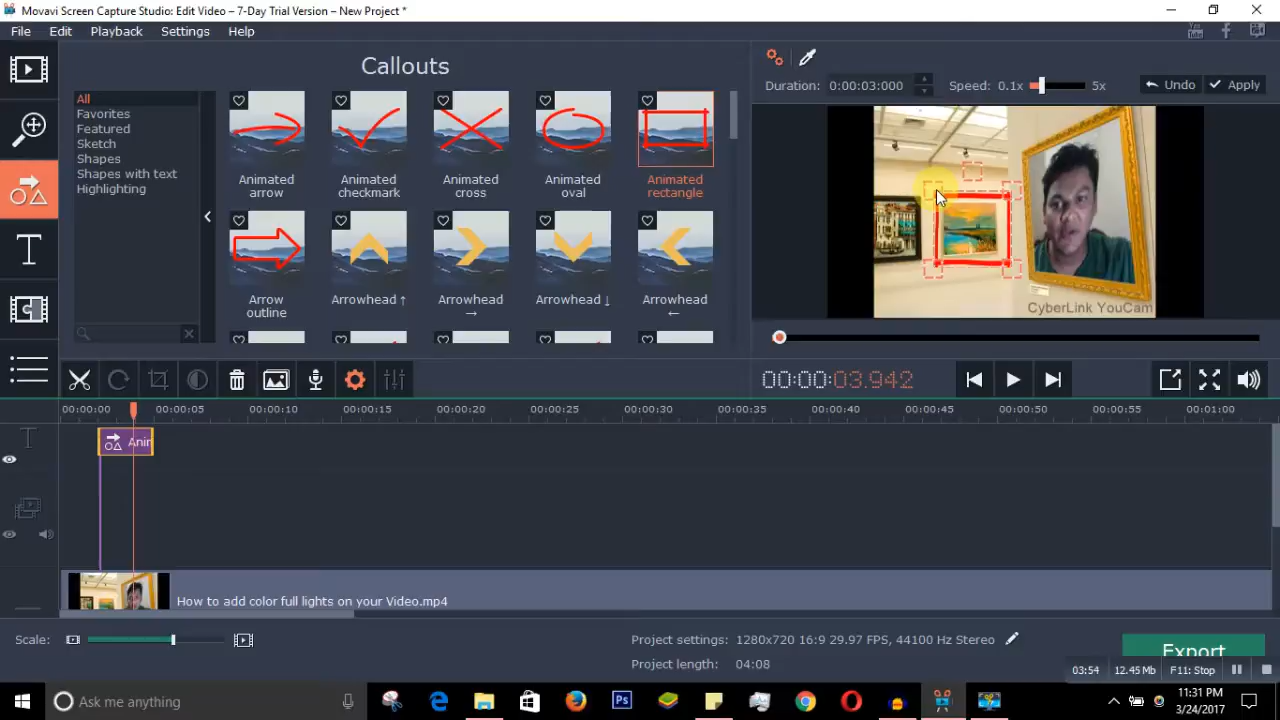 Movavi Screen Capture Studio: Edit Video – 7-Day Trial Version – New Project *
File Edit Playback Settings Help
Callouts
All
Favorites
Featured
Sketch
Shapes
Shapes with text
Highlighting
Animated arrow
Animated checkmark
Animated cross
Animated oval
Animated rectangle
Arrow outline
Arrowhead ↑
Arrowhead →
Arrowhead ↓
Arrowhead ←
Duration: 0:00:03:000 Speed: 0.1x 5x Undo Apply
CyberLink YouCam
00:00:03.942
00:00:00 00:00:05 00:00:10 00:00:15 00:00:20 00:00:25 00:00:30 00:00:35 00:00:40 00:00:45 00:00:50 00:00:55 00:01:00
Anir
How to add color full lights on your Video.mp4
Scale:
Project settings: 1280x720 16:9 29.97 FPS, 44100 Hz Stereo
Project length: 04:08
Export
03:54 12.45 Mb F11: Stop
Ask me anything
Ps
11:31 PM
3/24/2017